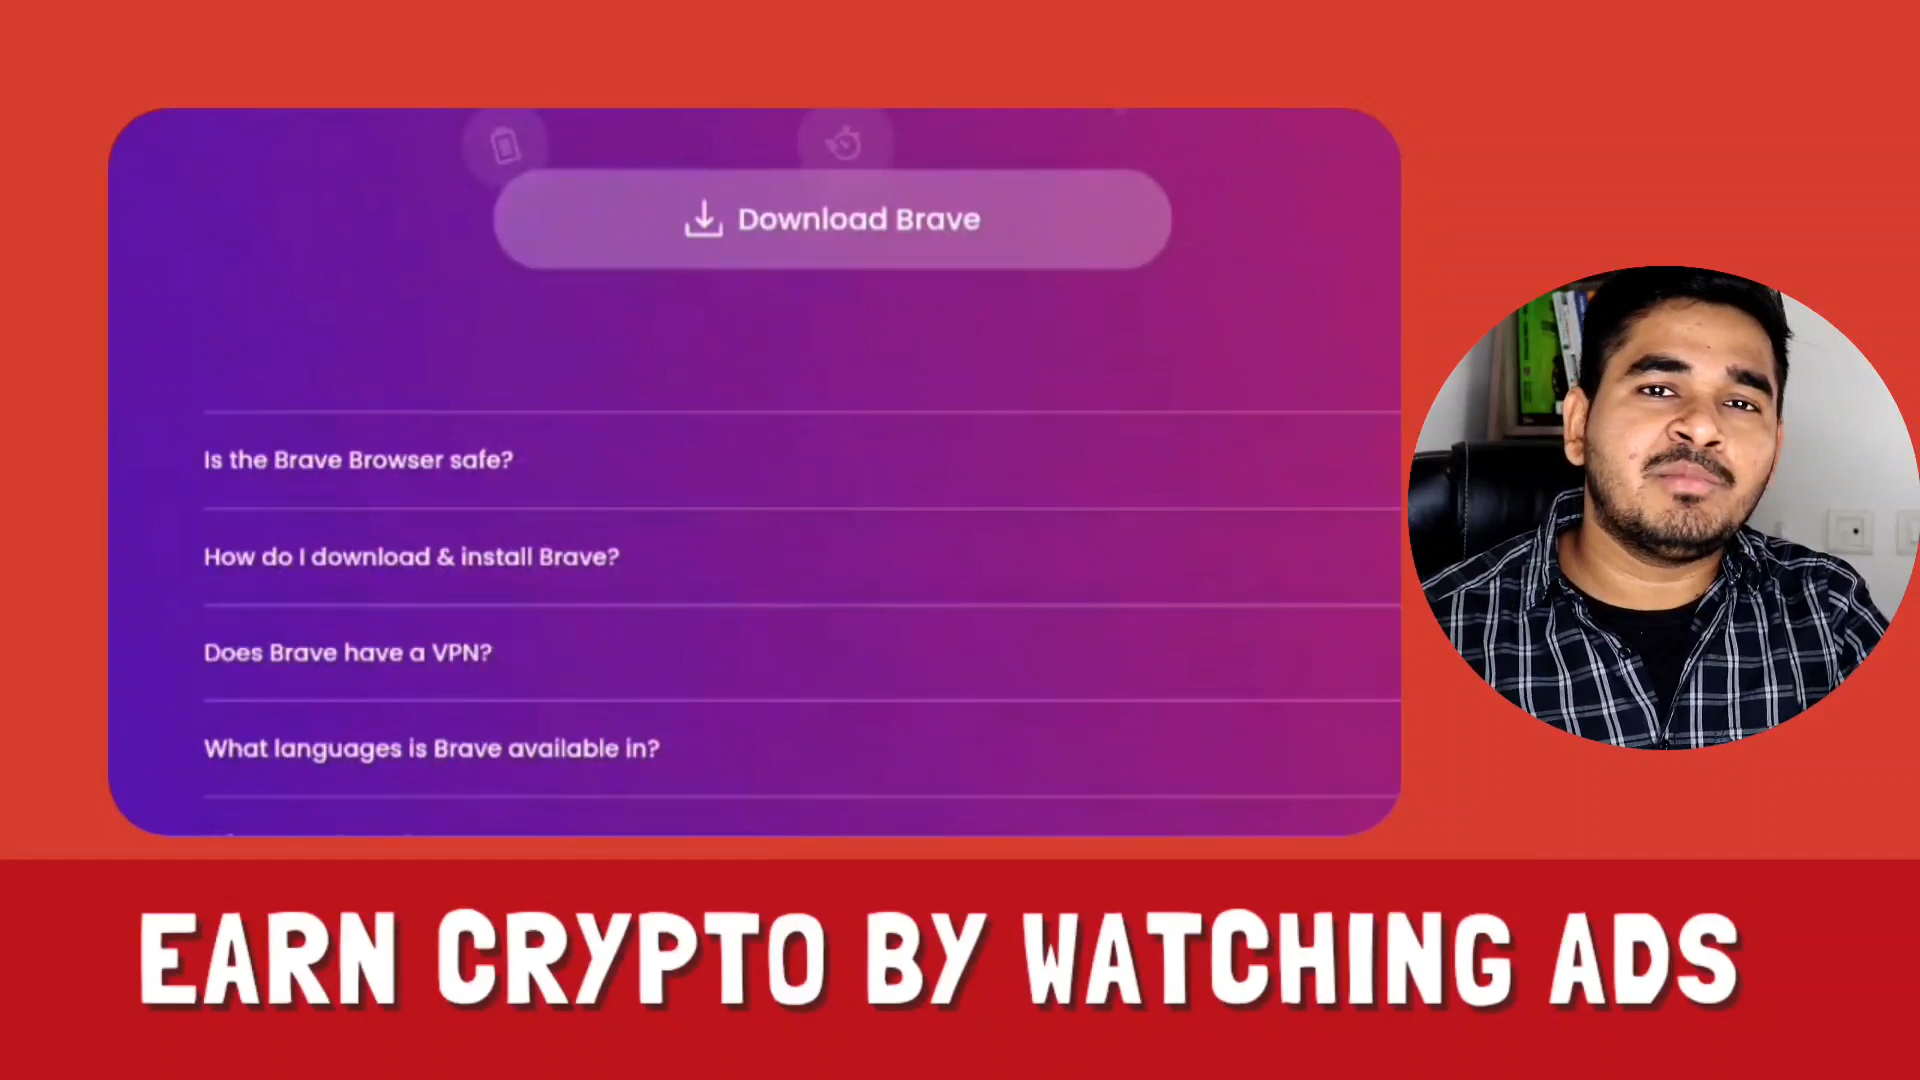 Download Brave
Is the Brave Browser safe?
How do I download & install Brave?
Does Brave have a VPN?
What languages is Brave available in?
EARN CRYPTO BY WATCHING ADS